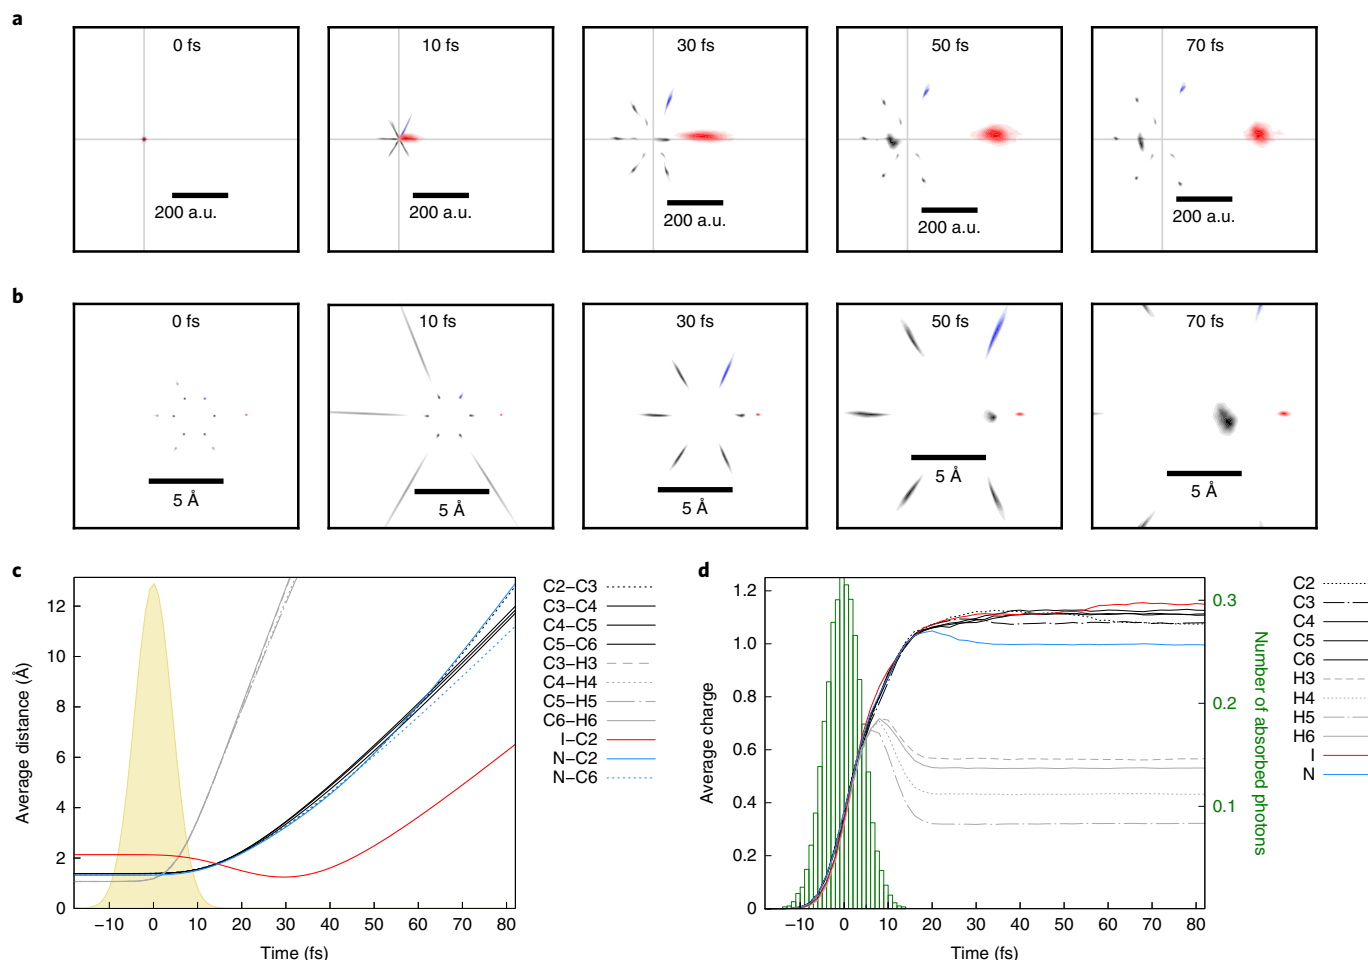 a
0 fs
10 fs
30 fs
50 fs
70 fs
200 a.u.
200 a.u.
200 a.u.
200 a.u.
200 a.u.
b
0 fs
10 fs
30 fs
50 fs
70 fs
5 Å
5 Å
5 Å
5 Å
5 Å
c
Average distance (Å)
12
10
8
6
4
2
0
−10
0
10
20
30
40
50
60
70
80
Time (fs)
C2–C3
C3–C4
C4–C5
C5–C6
C3–H3
C4–H4
C5–H5
C6–H6
I–C2
N–C2
N–C6
d
Average charge
1.2
1.0
0.8
0.6
0.4
0.2
0
−10
0
10
20
30
40
50
60
70
80
Time (fs)
0.3
0.2
0.1
Number of absorbed photons
C2
C3
C4
C5
C6
H3
H4
H5
H6
I
N